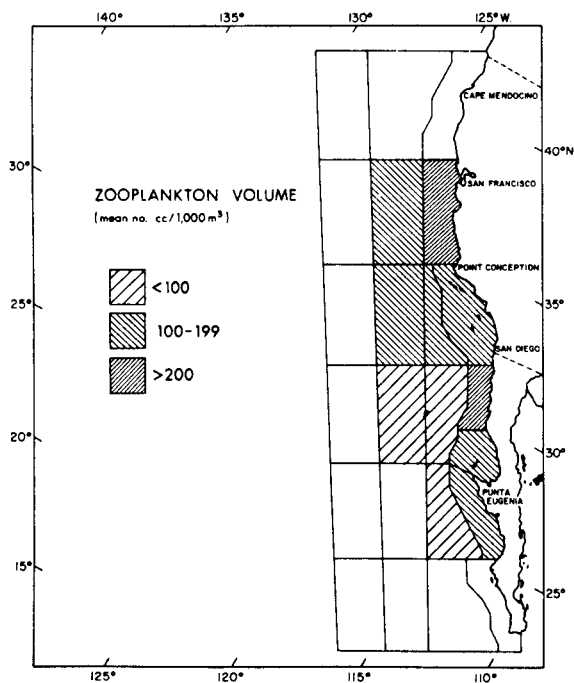 140° 135° 130° 125° W.
CAPE MENDOCINO
40° N
30°
SAN FRANCISCO
ZOOPLANKTON VOLUME
(mean no. cc/1,000 m³)
POINT CONCEPTION
<100
25°
35°
100-199
SAN DIEGO
>200
20°
30°
PUNTA
EUGENIA
15°
25°
125° 120° 115° 110°